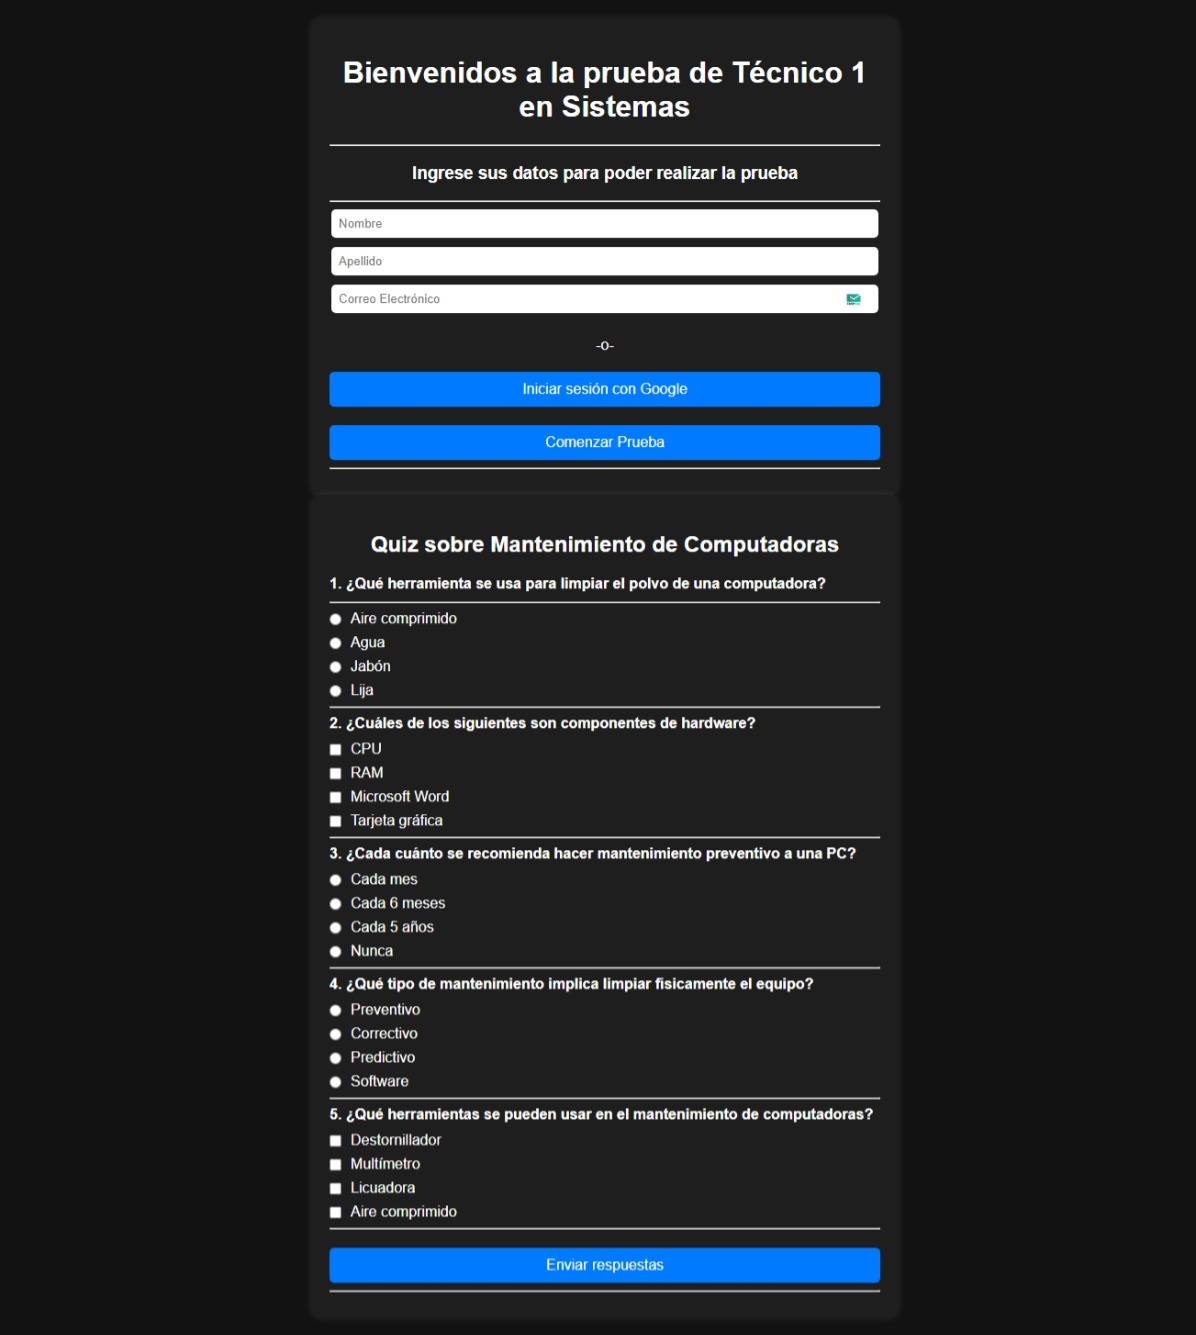 Bienvenidos a la prueba de Técnico 1
en Sistemas
Ingrese sus datos para poder realizar la prueba
Nombre
Apellido
Correo Electrónico
-o-
Iniciar sesión con Google
Comenzar Prueba
Quiz sobre Mantenimiento de Computadoras
1. ¿Qué herramienta se usa para limpiar el polvo de una computadora?
Aire comprimido
Agua
Jabón
Lija
2. ¿Cuáles de los siguientes son componentes de hardware?
CPU
RAM
Microsoft Word
Tarjeta gráfica
3. ¿Cada cuánto se recomienda hacer mantenimiento preventivo a una PC?
Cada mes
Cada 6 meses
Cada 5 años
Nunca
4. ¿Qué tipo de mantenimiento implica limpiar físicamente el equipo?
Preventivo
Correctivo
Predictivo
Software
5. ¿Qué herramientas se pueden usar en el mantenimiento de computadoras?
Destornillador
Multímetro
Licuadora
Aire comprimido
Enviar respuestas